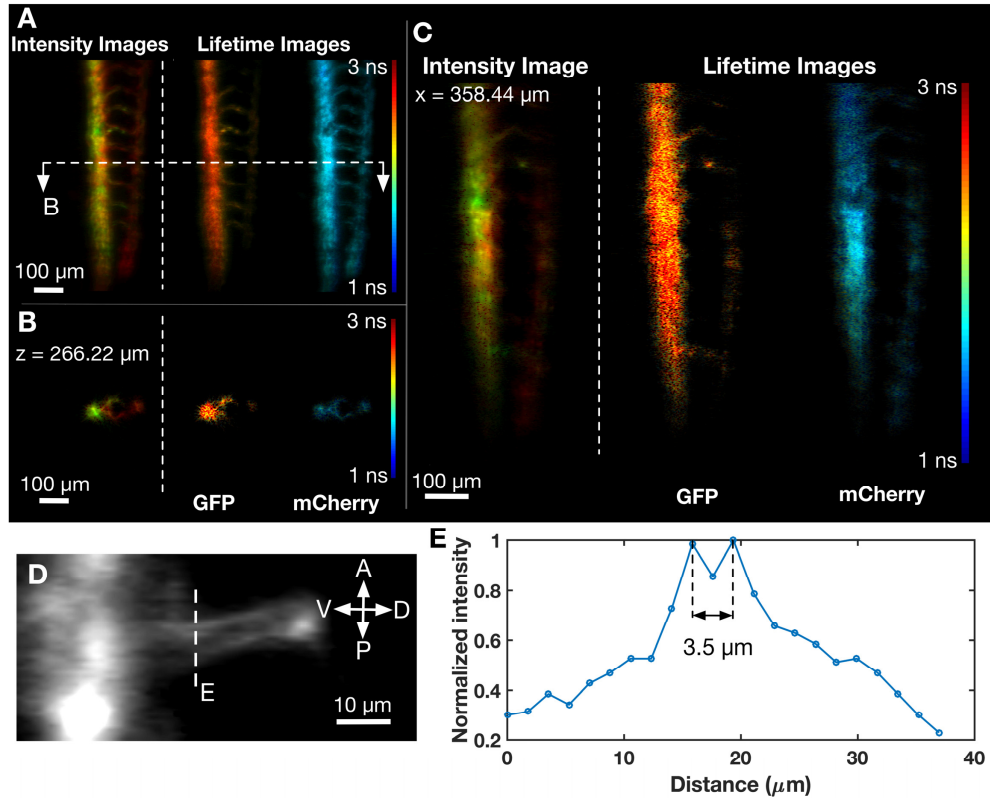 A
Intensity Images
Lifetime Images
3 ns
B
100 µm
1 ns
B
3 ns
z = 266.22 µm
1 ns
100 µm
GFP
mCherry
C
Intensity Image
Lifetime Images
x = 358.44 µm
3 ns
1 ns
100 µm
GFP
mCherry
D
A
V
D
P
E
10 µm
E
Normalized intensity
1
0.8
0.6
0.4
0.2
3.5 µm
0
10
20
30
40
Distance (µm)